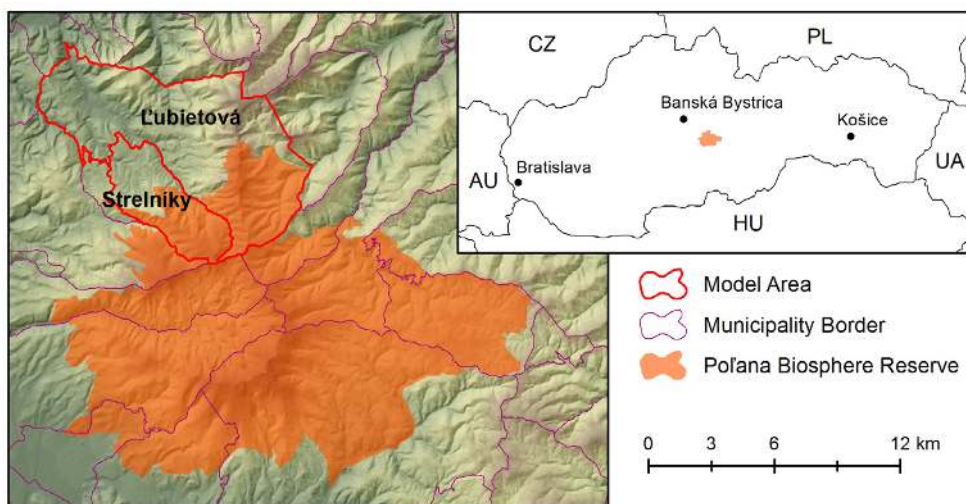 Ľubietová
Strelníky
CZ
PL
Banská Bystrica
Košice
Bratislava
AU
UA
HU
Model Area
Municipality Border
Poľana Biosphere Reserve
0 3 6 12 km